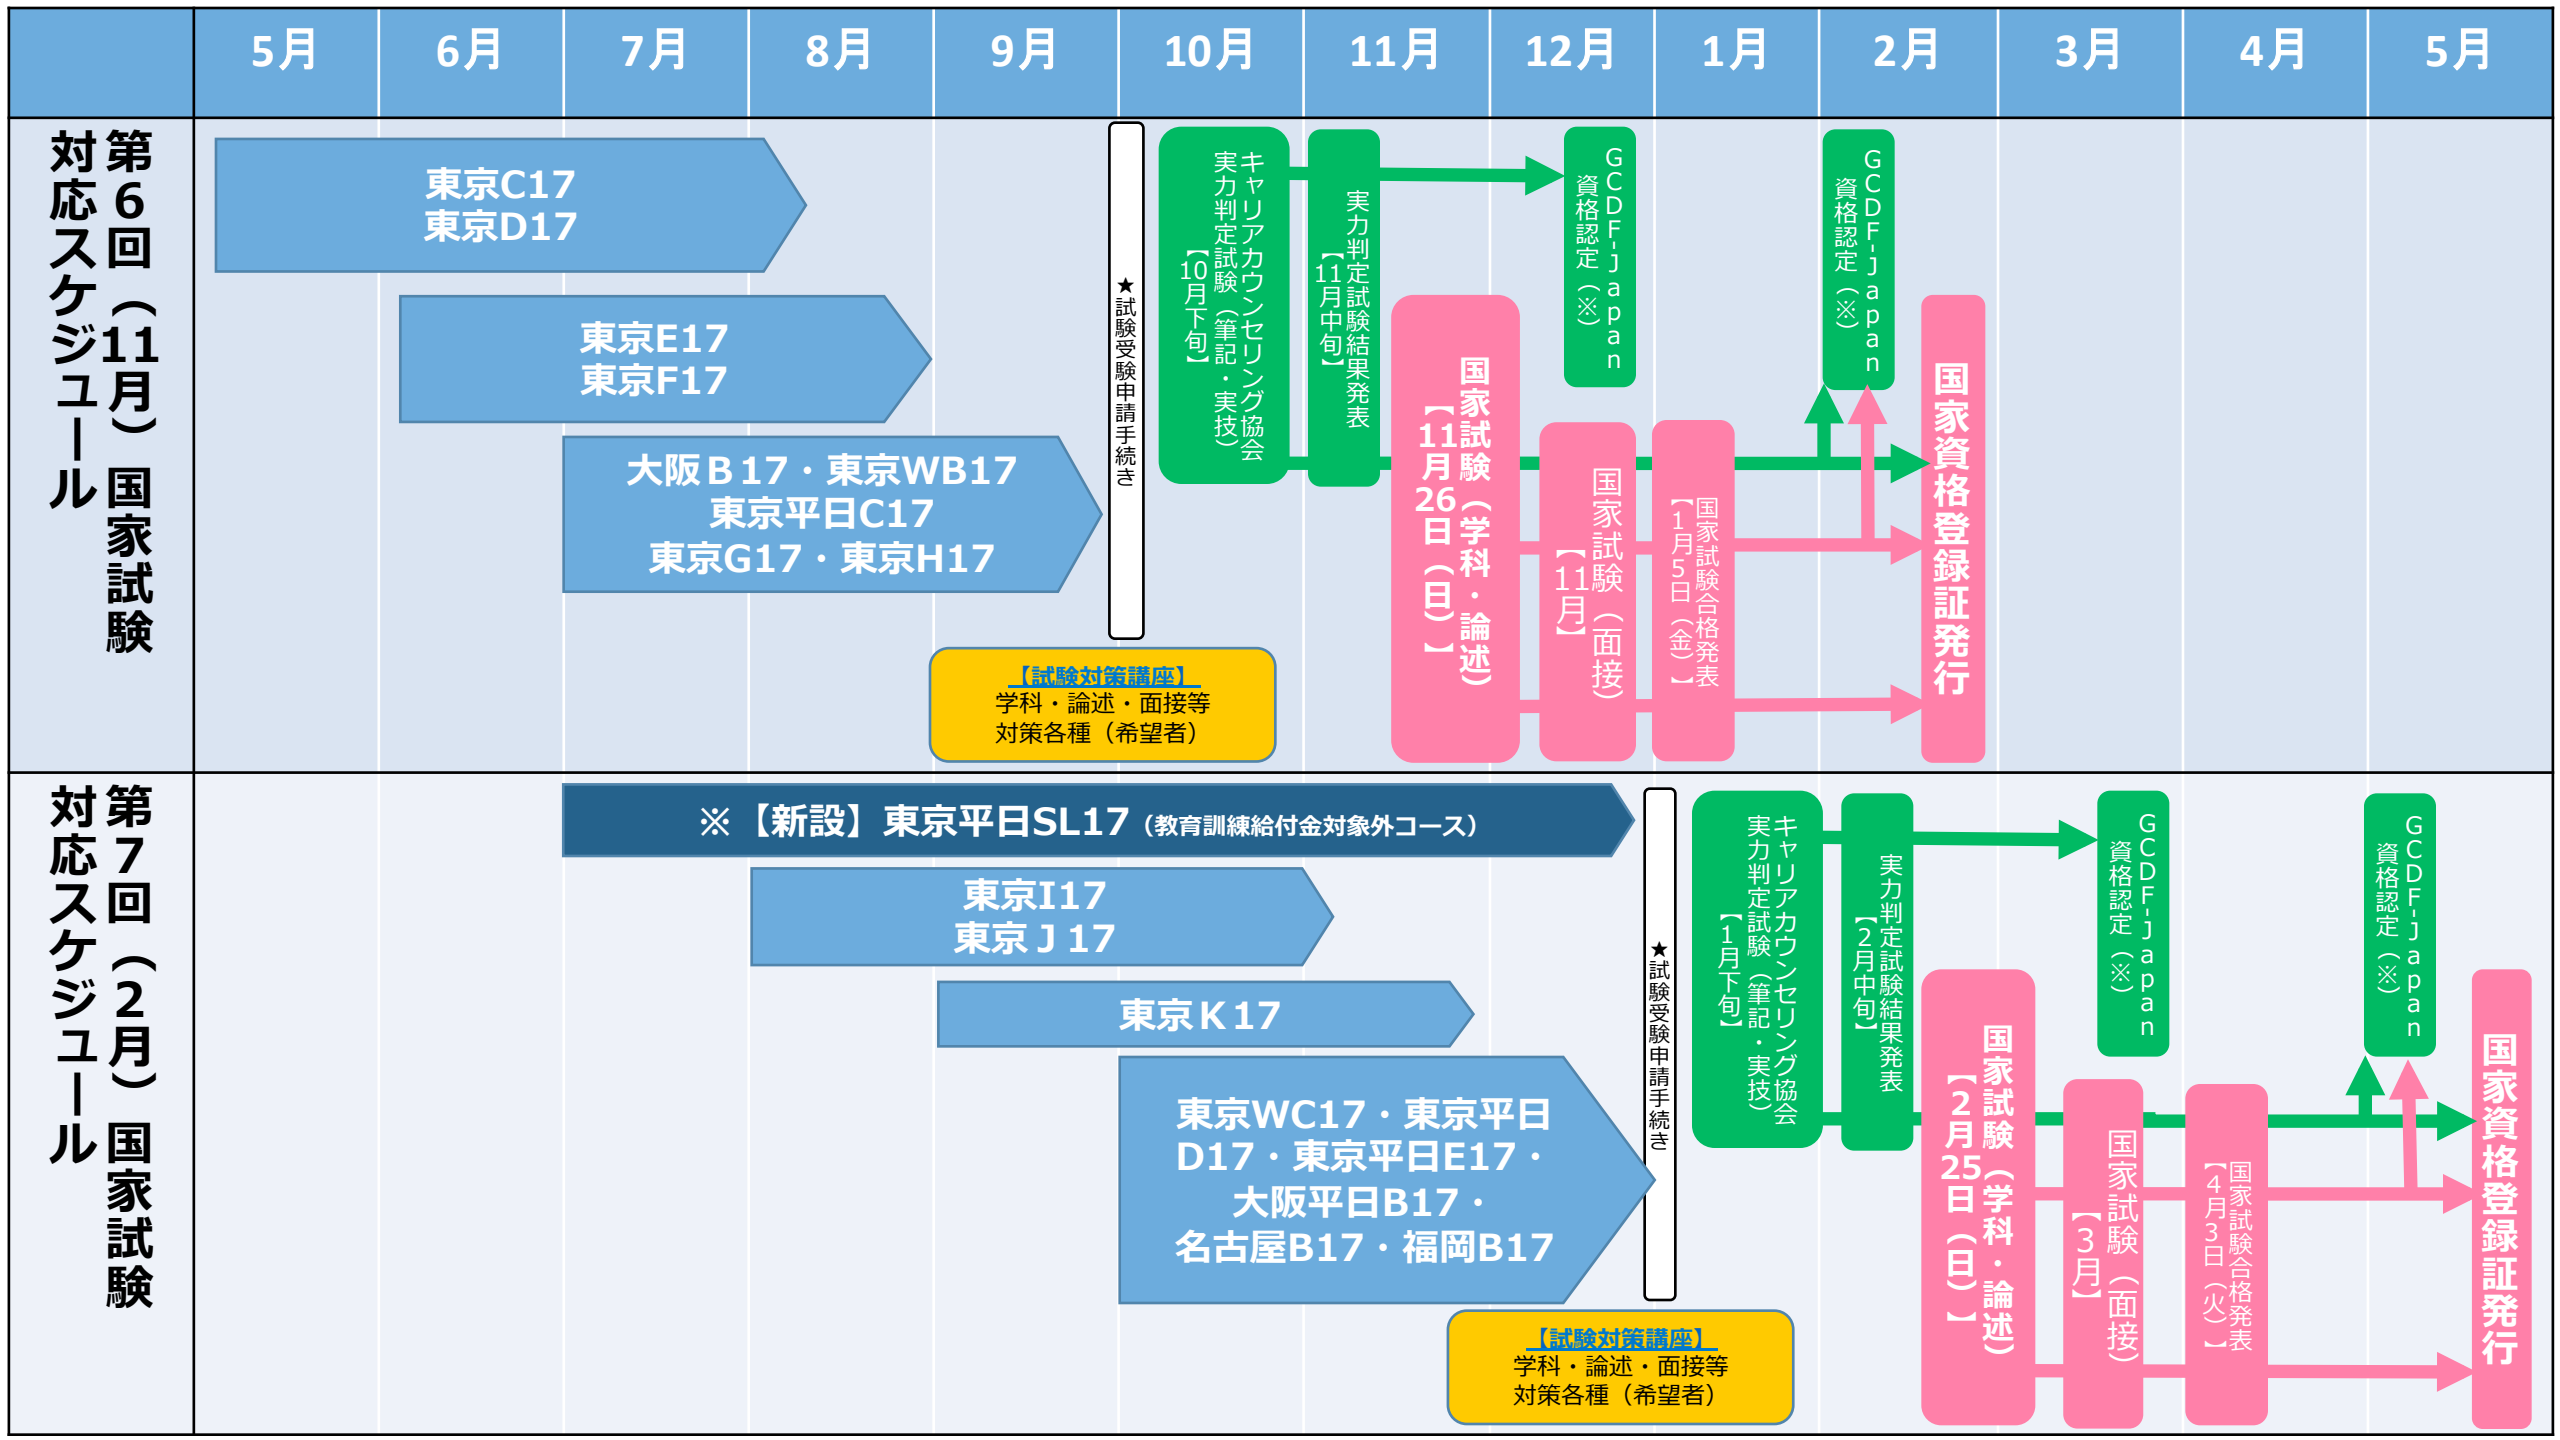 5月 6月 7月 8月 9月 10月 11月 12月 1月 2月 3月 4月 5月
第6回（11月）国家試験
対応スケジュール
東京C17
東京D17
東京E17
東京F17
大阪Ｂ17・東京WB17
東京平日C17
東京G17・東京H17
★試験受験申請手続き
【試験対策講座】
学科・論述・面接等
対策各種（希望者）
キャリアカウンセリング協会
実力判定試験（筆記・実技）
【10月下旬】
実力判定試験結果発表
【11月中旬】
国家試験（学科・論述）
【11月26日（日）】
GCDF-Japan
資格認定（※）
国家試験（面接）
【11月】
国家試験合格発表
【1月5日（金）】
GCDF-Japan
資格認定（※）
国家資格登録証発行
第7回（2月）国家試験
対応スケジュール
※【新設】東京平日SL17（教育訓練給付金対象外コース）
東京I17
東京Ｊ17
東京Ｋ17
東京WC17・東京平日
D17・東京平日E17・
大阪平日B17・
名古屋B17・福岡B17
★試験受験申請手続き
【試験対策講座】
学科・論述・面接等
対策各種（希望者）
キャリアカウンセリング協会
実力判定試験（筆記・実技）
【1月下旬】
実力判定試験結果発表
【2月中旬】
国家試験（学科・論述）
【2月25日（日）】
GCDF-Japan
資格認定（※）
国家試験（面接）
【3月】
国家試験合格発表
【4月3日（火）】
GCDF-Japan
資格認定（※）
国家資格登録証発行